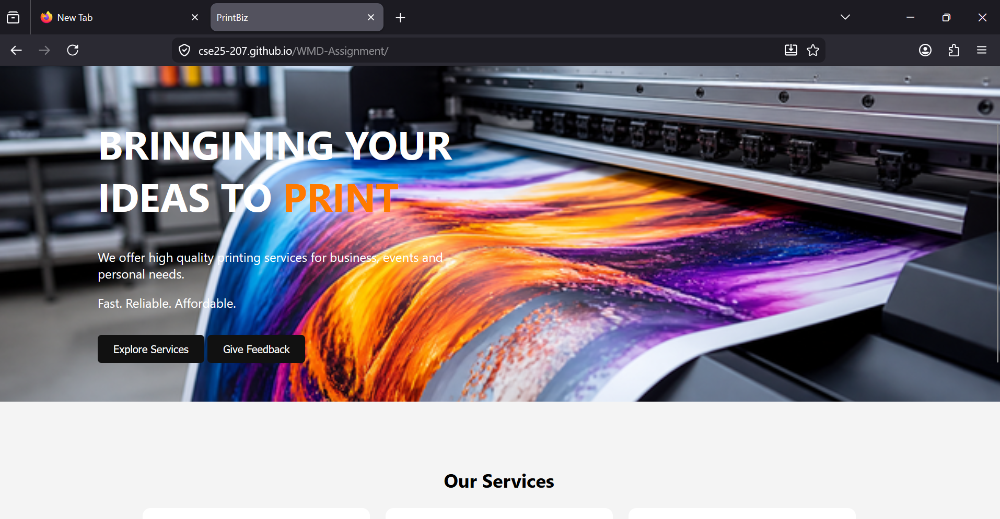 New Tab
PrintBiz
cse25-207.github.io/WMD-Assignment/
BRINGINING YOUR
IDEAS TO PRINT
We offer high quality printing services for business, events and
personal needs.
Fast. Reliable. Affordable.
Explore Services
Give Feedback
Our Services